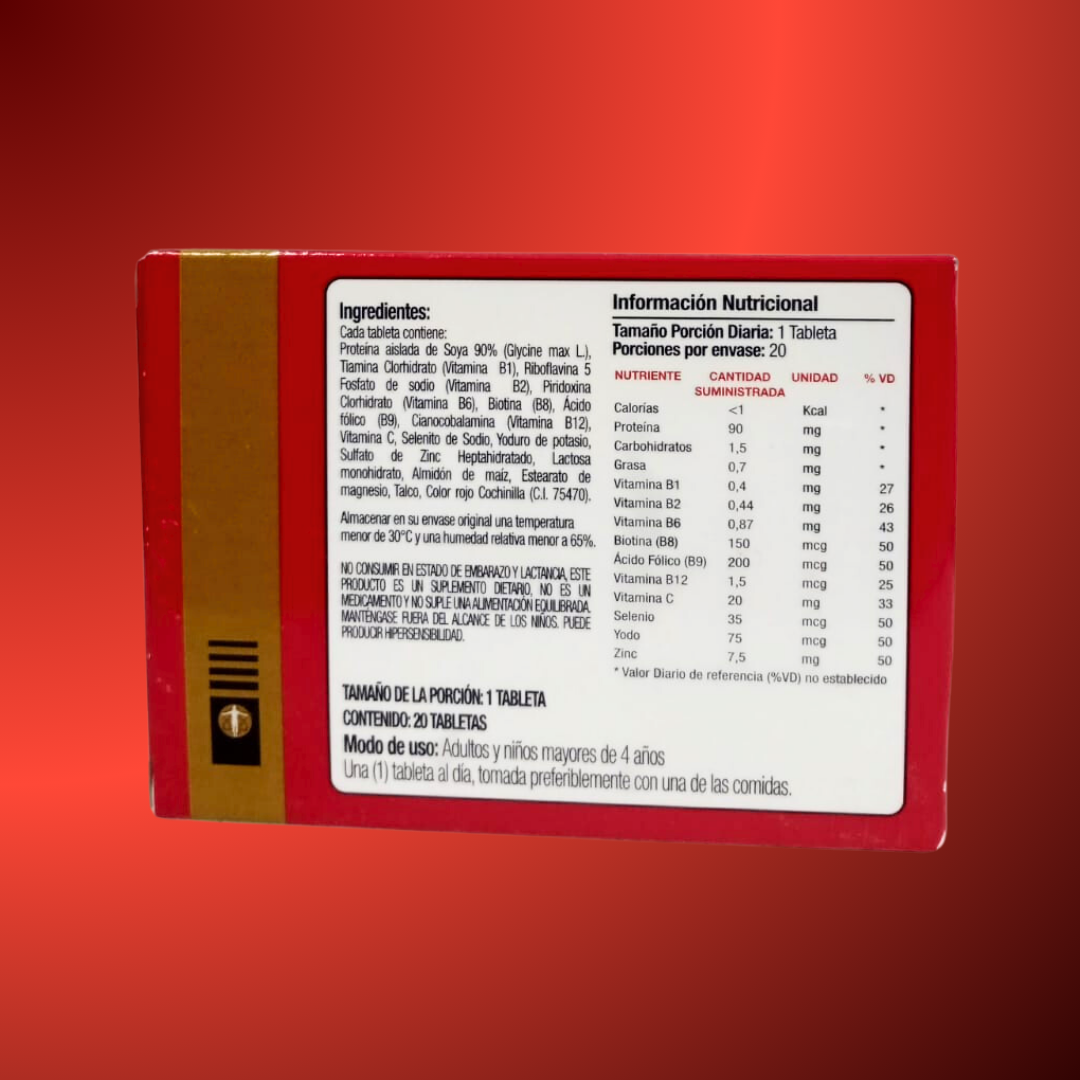 Ingredientes:
Cada tableta contiene:
Proteína aislada de Soya 90% (Glycine max L.),
Tiamina Clorhidrato (Vitamina B1), Riboflavina 5
Fosfato de sodio (Vitamina B2), Piridoxina
Clorhidrato (Vitamina B6), Biotina (B8), Ácido
fólico (B9), Cianocobalamina (Vitamina B12),
Vitamina C, Selenito de Sodio, Yoduro de potasio,
Sulfato de Zinc Heptahidratado, Lactosa
monohidrato, Almidón de maíz, Estearato de
magnesio, Talco, Color rojo Cochinilla (C.I. 75470).
Almacenar en su envase original una temperatura
menor de 30°C y una humedad relativa menor a 65%.
NO CONSUMIR EN ESTADO DE EMBARAZO Y LACTANCIA, ESTE
PRODUCTO ES UN SUPLEMENTO DIETARIO, NO ES UN
MEDICAMENTO Y NO SUPLE UNA ALIMENTACIÓN EQUILIBRADA.
MANTÉNGASE FUERA DEL ALCANCE DE LOS NIÑOS. PUEDE
PRODUCIR HIPERSENSIBILIDAD.
Información Nutricional
Tamaño Porción Diaria: 1 Tableta
Porciones por envase: 20
NUTRIENTE CANTIDAD SUMINISTRADA UNIDAD % VD
Calorías <1 Kcal *
Proteína 90 mg *
Carbohidratos 1,5 mg *
Grasa 0,7 mg *
Vitamina B1 0,4 mg 27
Vitamina B2 0,44 mg 26
Vitamina B6 0,87 mg 43
Biotina (B8) 150 mcg 50
Ácido Fólico (B9) 200 mcg 50
Vitamina B12 1,5 mcg 25
Vitamina C 20 mg 33
Selenio 35 mcg 50
Yodo 75 mcg 50
Zinc 7,5 mg 50
* Valor Diario de referencia (%VD) no establecido
TAMAÑO DE LA PORCIÓN: 1 TABLETA
CONTENIDO: 20 TABLETAS
Modo de uso: Adultos y niños mayores de 4 años
Una (1) tableta al día, tomada preferiblemente con una de las comidas.